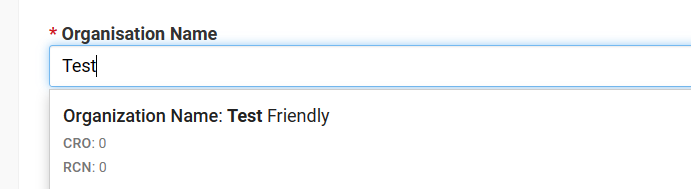 * Organisation Name
Test
Organization Name: Test Friendly
CRO: 0
RCN: 0